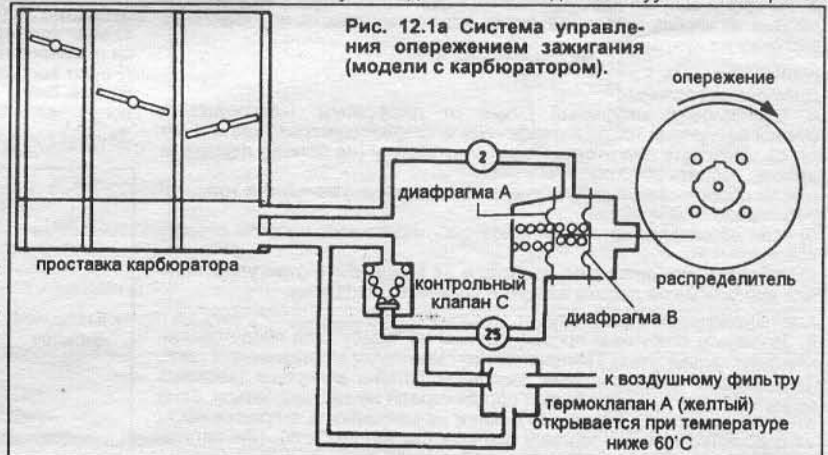 Рис. 12.1а Система управле-
ния опережением зажигания
(модели с карбюратором).
опережение
2
диафрагма А
проставка карбюратора
контрольный
клапан С
распределитель
диафрагма В
25
к воздушному фильтру
термоклапан А (желтый)
открывается при температуре
ниже 60°С